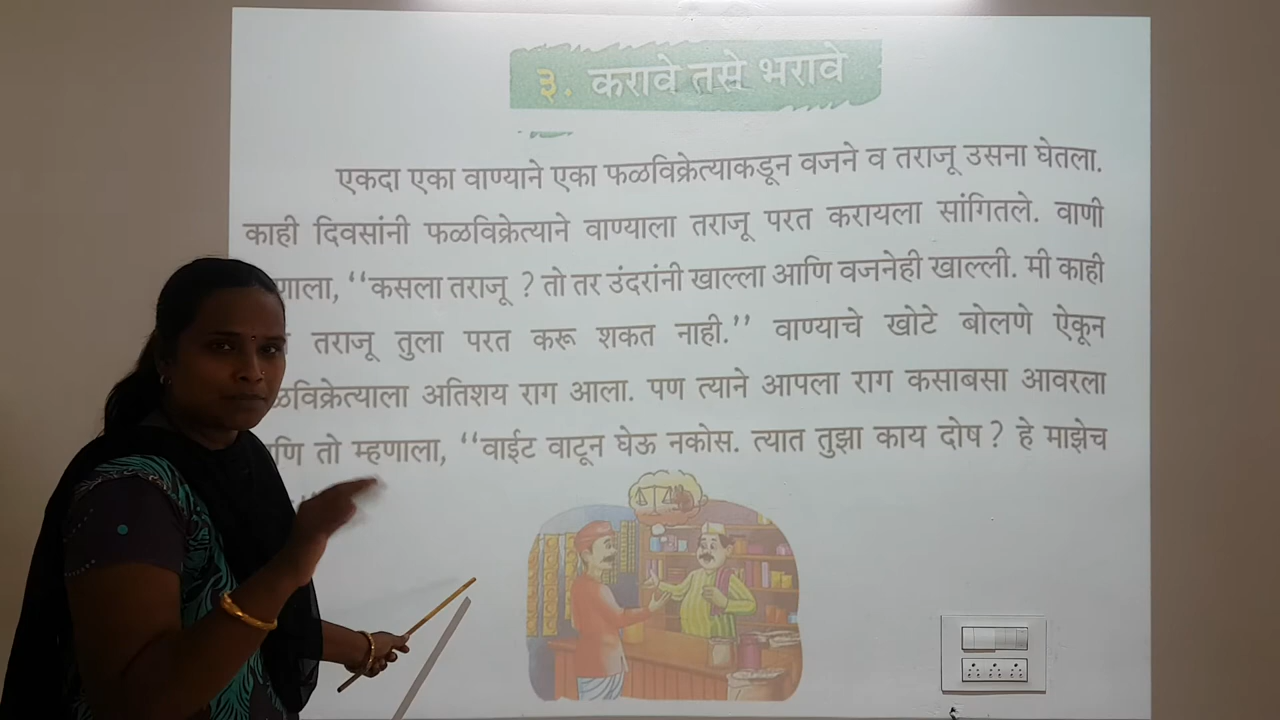 ३. करावे तसे भरावे
एकदा एका वाण्याने एका फळविक्रेत्याकडून वजने व तराजू उसना घेतला.
काही दिवसांनी फळविक्रेत्याने वाण्याला तराजू परत करायला सांगितले. वाणी
‘‘कसला तराजू ? तो तर उंदरांनी खाल्ला आणि वजनेही खाल्ली. मी काही
तराजू तुला परत करू शकत नाही.’’ वाण्याचे खोटे बोलणे ऐकून
अतिशय राग आला. पण त्याने आपला राग कसाबसा आवरला
तो म्हणाला, ‘‘वाईट वाटून घेऊ नकोस. त्यात तुझा काय दोष ? हे माझेच